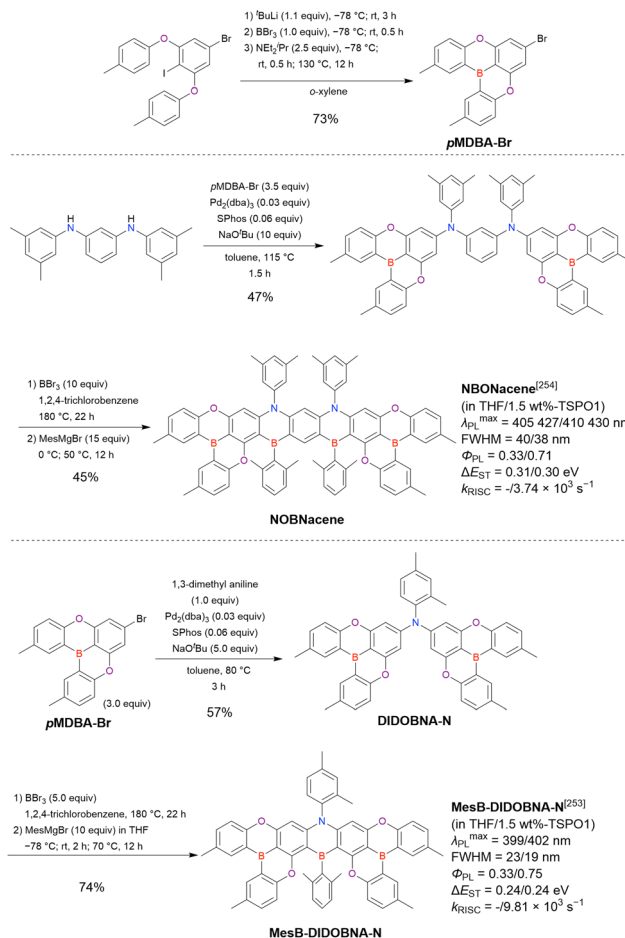 1) ᵗBuLi (1.1 equiv), −78 °C; rt, 3 h
2) BBr₃ (1.0 equiv), −78 °C; rt, 0.5 h
3) NEt₂ⁱPr (2.5 equiv), −78 °C;
rt, 0.5 h; 130 °C, 12 h
o-xylene
73%
O
Br
I
O
O
Br
B
O
pMDBA-Br
H
N
H
N
pMDBA-Br (3.5 equiv)
Pd₂(dba)₃ (0.03 equiv)
SPhos (0.06 equiv)
NaOᵗBu (10 equiv)
toluene, 115 °C
1.5 h
47%
O
N
N
O
B
B
O
O
1) BBr₃ (10 equiv)
1,2,4-trichlorobenzene
180 °C, 22 h
2) MesMgBr (15 equiv)
0 °C; 50 °C, 12 h
45%
O
N
N
O
B
B
B
B
O
O
NOBNacene
NBONacene[254]
(in THF/1.5 wt%-TSPO1)
λPLmax = 405 427/410 430 nm
FWHM = 40/38 nm
ΦPL = 0.33/0.71
ΔEST = 0.31/0.30 eV
kRISC = -/3.74 × 10³ s⁻¹
O
Br
B
O
(3.0 equiv)
pMDBA-Br
1,3-dimethyl aniline
(1.0 equiv)
Pd₂(dba)₃ (0.03 equiv)
SPhos (0.06 equiv)
NaOᵗBu (5.0 equiv)
toluene, 80 °C
3 h
57%
O
N
O
B
B
O
O
DIDOBNA-N
1) BBr₃ (5.0 equiv)
1,2,4-trichlorobenzene, 180 °C, 22 h
2) MesMgBr (10 equiv) in THF
−78 °C; rt, 2 h; 70 °C, 12 h
74%
O
N
O
B
B
B
O
O
MesB-DIDOBNA-N
MesB-DIDOBNA-N[253]
(in THF/1.5 wt%-TSPO1)
λPLmax = 399/402 nm
FWHM = 23/19 nm
ΦPL = 0.33/0.75
ΔEST = 0.24/0.24 eV
kRISC = -/9.81 × 10³ s⁻¹